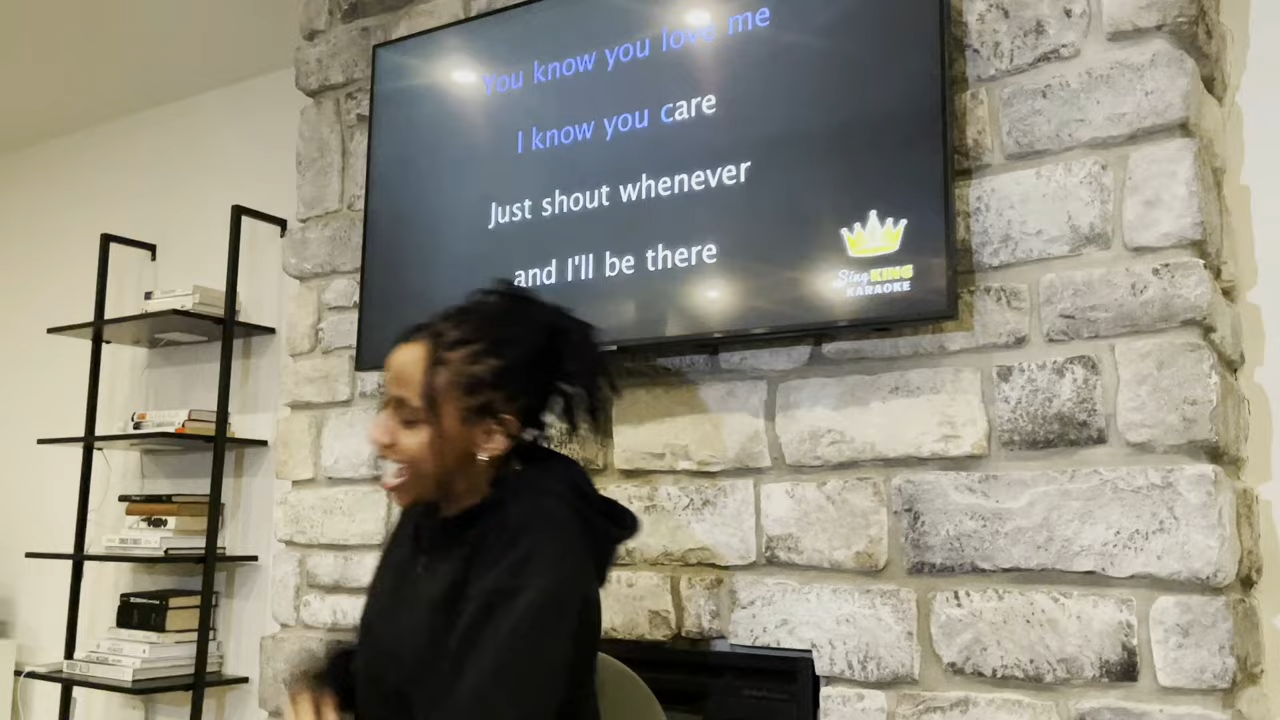 You know you love me
I know you care
Just shout whenever
and I'll be there
Sing KING
KARAOKE